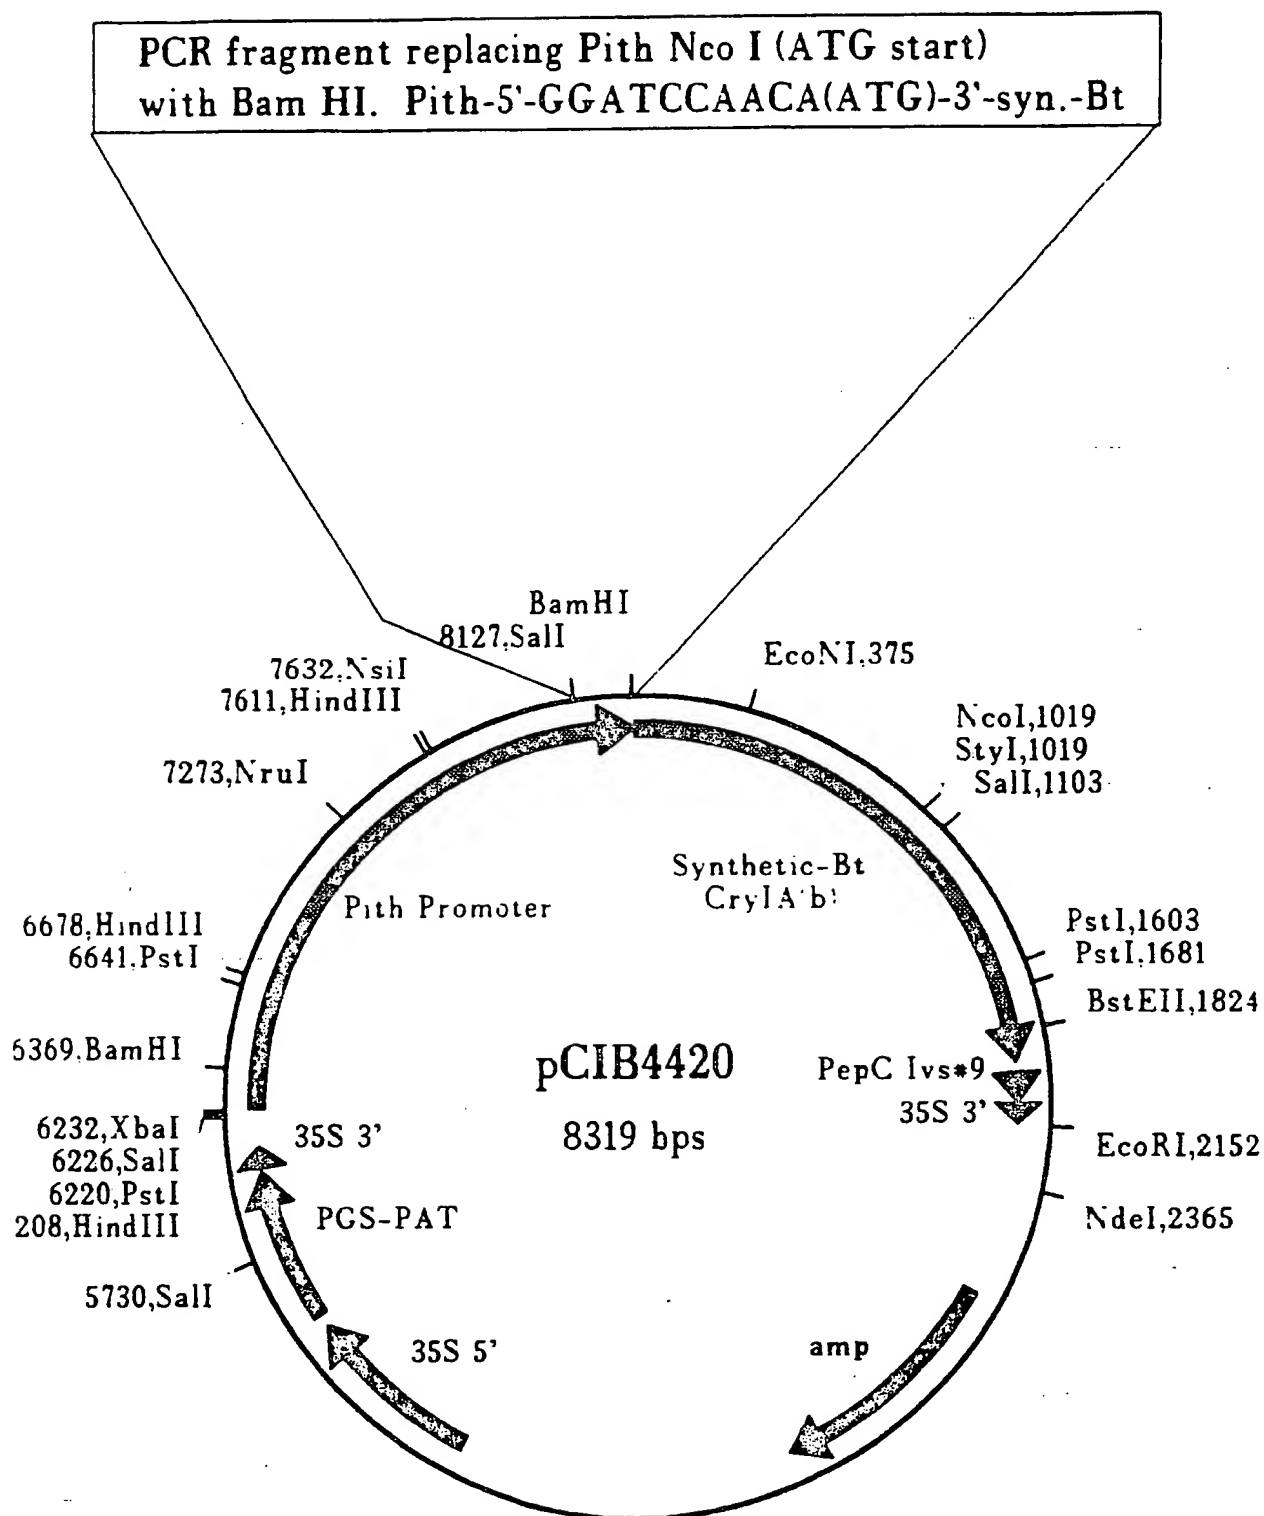 PCR fragment replacing Pith Nco I (ATG start)
with Bam HI. Pith-5'-GGATCCAACA(ATG)-3'-syn.-Bt
BamHI
8127,SalI
EcoNI,375
7632,NsiI
7611,HindIII
NcoI,1019
StyI,1019
SalI,1103
7273,NruI
Synthetic-Bt
CryIA(b)
Pith Promoter
6678,HindIII
6641,PstI
PstI,1603
PstI,1681
BstEII,1824
6369,BamHI
pCIB4420
8319 bps
PepC Ivs#9
35S 3'
6232,XbaI
6226,SalI
6220,PstI
208,HindIII
35S 3'
EcoRI,2152
PGS-PAT
NdeI,2365
5730,SalI
35S 5'
amp